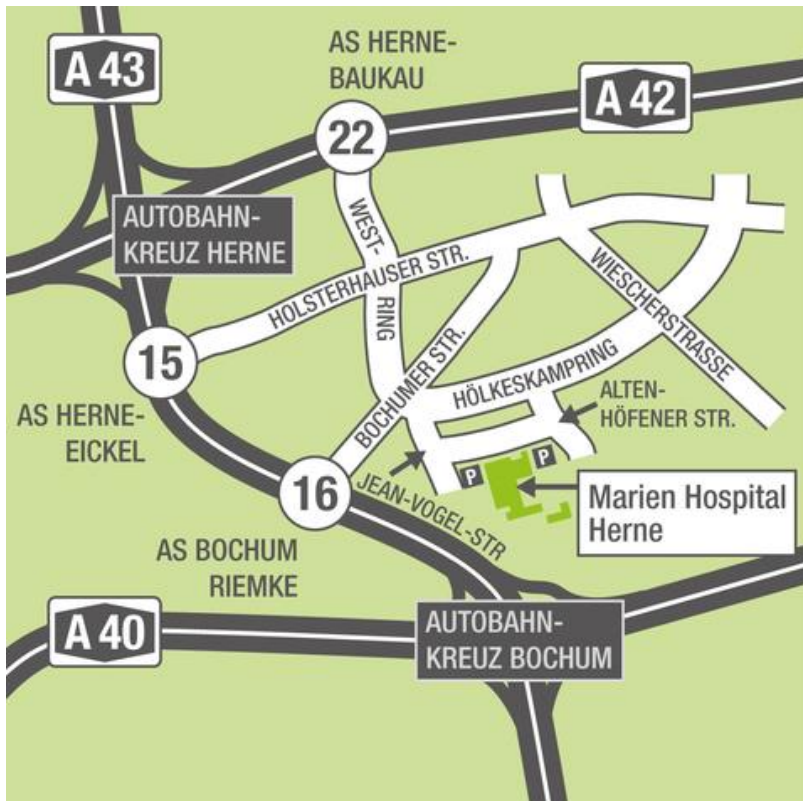 A 43
AS HERNE-
BAUKAU
A 42
22
AUTOBAHN-
KREUZ HERNE
WEST-
RING
HOLSTERHAUSER STR.
WIESCHERSTRASSE
15
BOCHUMER STR.
HÖLKESKAMPRING
ALTEN-
HÖFENER STR.
AS HERNE-
EICKEL
16
JEAN-VOGEL-STR
P
P
Marien Hospital
Herne
AS BOCHUM
RIEMKE
A 40
AUTOBAHN-
KREUZ BOCHUM